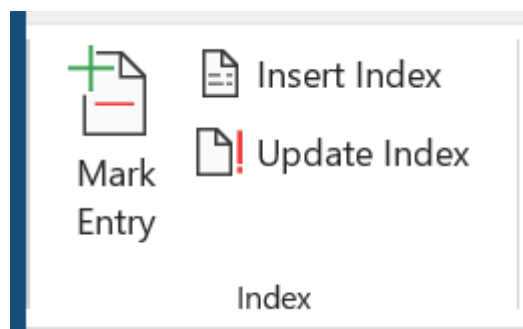 Mark
Entry
Insert Index
Update Index
Index